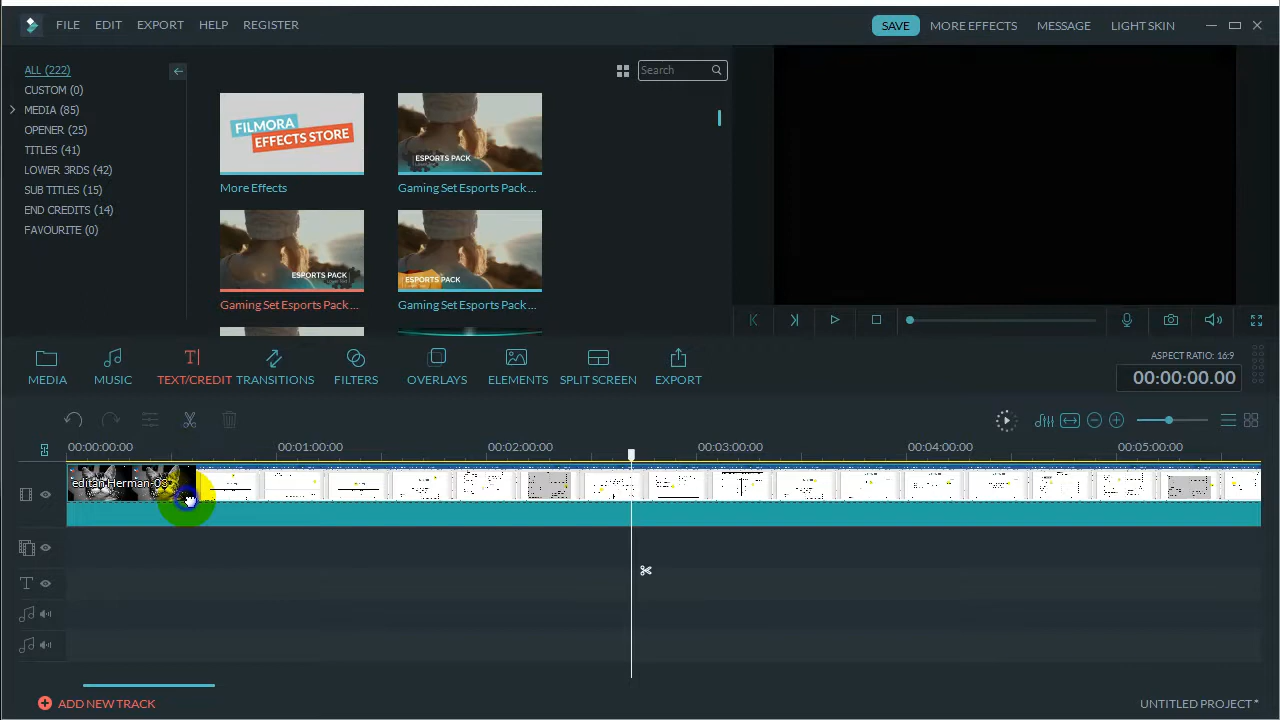 FILE EDIT EXPORT HELP REGISTER SAVE MORE EFFECTS MESSAGE LIGHT SKIN
ALL (222)
CUSTOM (0)
MEDIA (85)
OPENER (25)
TITLES (41)
LOWER 3RDS (42)
SUB TITLES (15)
END CREDITS (14)
FAVOURITE (0)
Search
FILMORA
EFFECTS STORE
More Effects
ESPORTS PACK
Gaming Set Esports Pack ...
ESPORTS PACK
Gaming Set Esports Pack ...
ESPORTS PACK
Gaming Set Esports Pack ...
MEDIA MUSIC TEXT/CREDIT TRANSITIONS FILTERS OVERLAYS ELEMENTS SPLIT SCREEN EXPORT
ASPECT RATIO: 16:9
00:00:00.00
00:00:00:00 00:01:00:00 00:02:00:00 00:03:00:00 00:04:00:00 00:05:00:00
editan Herman-03
ADD NEW TRACK
UNTITLED PROJECT *